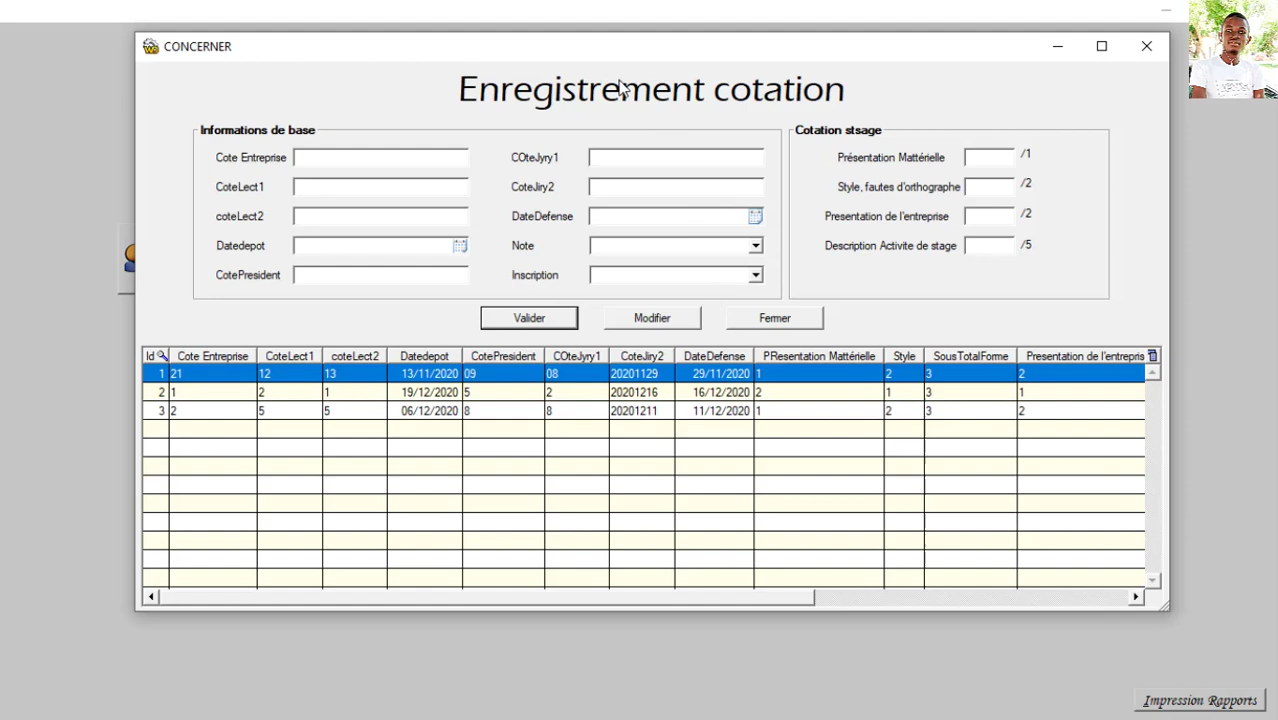 CONCERNER
Enregistrement cotation
Informations de base
Cotation stsage
Cote Entreprise
COteJyry1
Présentation Mattérielle /1
CoteLect1
CoteJiry2
Style, fautes d'orthographe /2
coteLect2
DateDefense
Presentation de l'entreprise /2
Datedepot
Note
Description Activite de stage /5
CotePresident
Inscription
Valider Modifier Fermer
Id Cote Entreprise CoteLect1 coteLect2 Datedepot CotePresident COteJyry1 CoteJiry2 DateDefense PResentation Mattérielle Style SousTotalForme Presentation de l'entrepris
1 21 12 13 13/11/2020 09 08 20201129 29/11/2020 1 2 3 2
2 1 2 1 19/12/2020 5 2 20201216 16/12/2020 2 1 3 1
3 2 5 5 06/12/2020 8 8 20201211 11/12/2020 1 2 3 2
Impression Rapports